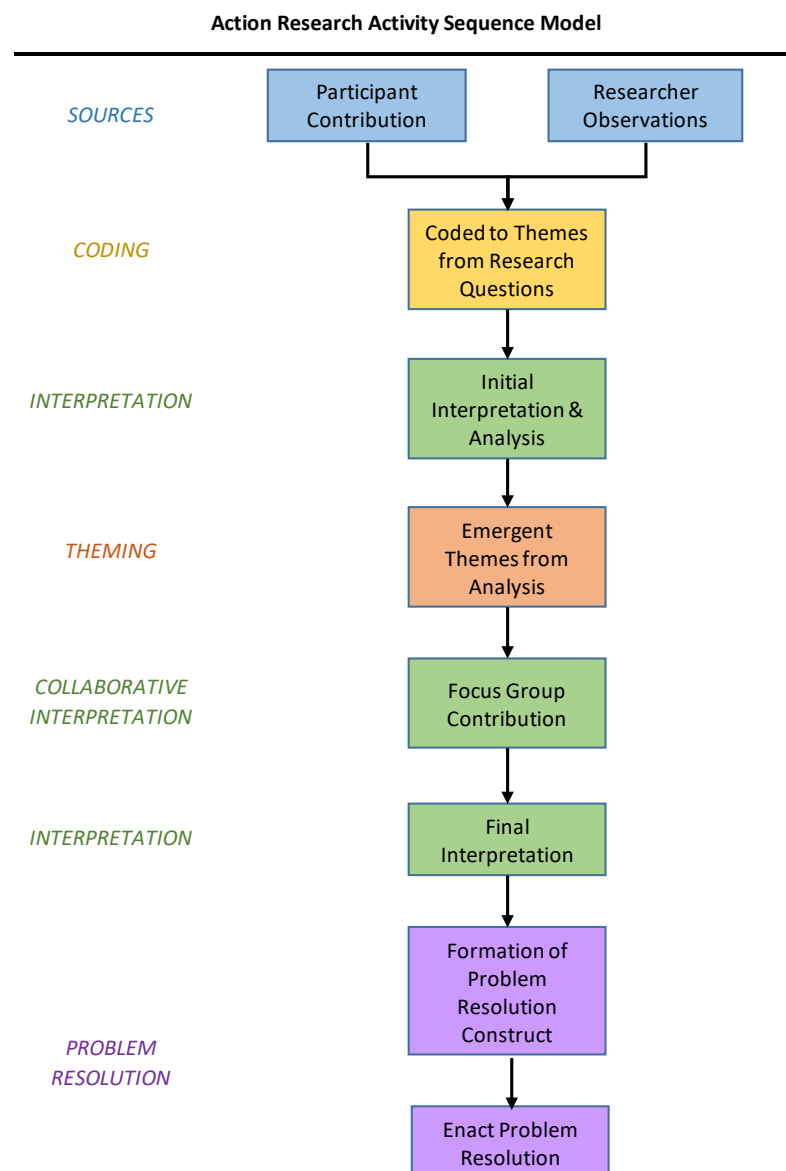 Action Research Activity Sequence Model
SOURCES
Participant
Contribution
Researcher
Observations
CODING
Coded to Themes
from Research
Questions
INTERPRETATION
Initial
Interpretation &
Analysis
THEMING
Emergent
Themes from
Analysis
COLLABORATIVE
INTERPRETATION
Focus Group
Contribution
INTERPRETATION
Final
Interpretation
PROBLEM
RESOLUTION
Formation of
Problem
Resolution
Construct
Enact Problem
Resolution